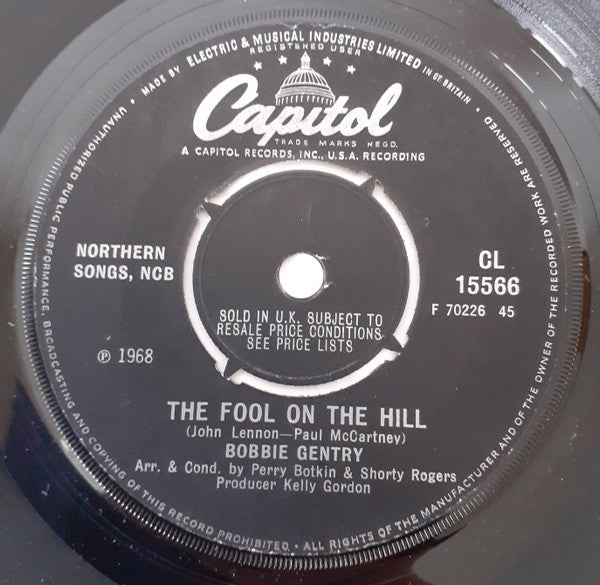 MADE BY ELECTRIC & MUSICAL INDUSTRIES LIMITED IN GT. BRITAIN • UNAUTHORIZED PUBLIC PERFORMANCE, BROADCASTING AND COPYING OF THIS RECORD PROHIBITED. • ALL RIGHTS OF THE MANUFACTURER AND OF THE OWNER OF THE RECORDED WORK ARE RESERVED •
REGISTERED USER
Capitol
TRADE MARKS REGD.
A CAPITOL RECORDS, INC., U.S.A. RECORDING
NORTHERN
SONGS, NCB
CL
15566
F 70226 45
SOLD IN U.K. SUBJECT TO
RESALE PRICE CONDITIONS
SEE PRICE LISTS
℗ 1968
THE FOOL ON THE HILL
(John Lennon—Paul McCartney)
BOBBIE GENTRY
Arr. & Cond. by Perry Botkin & Shorty Rogers
Producer Kelly Gordon